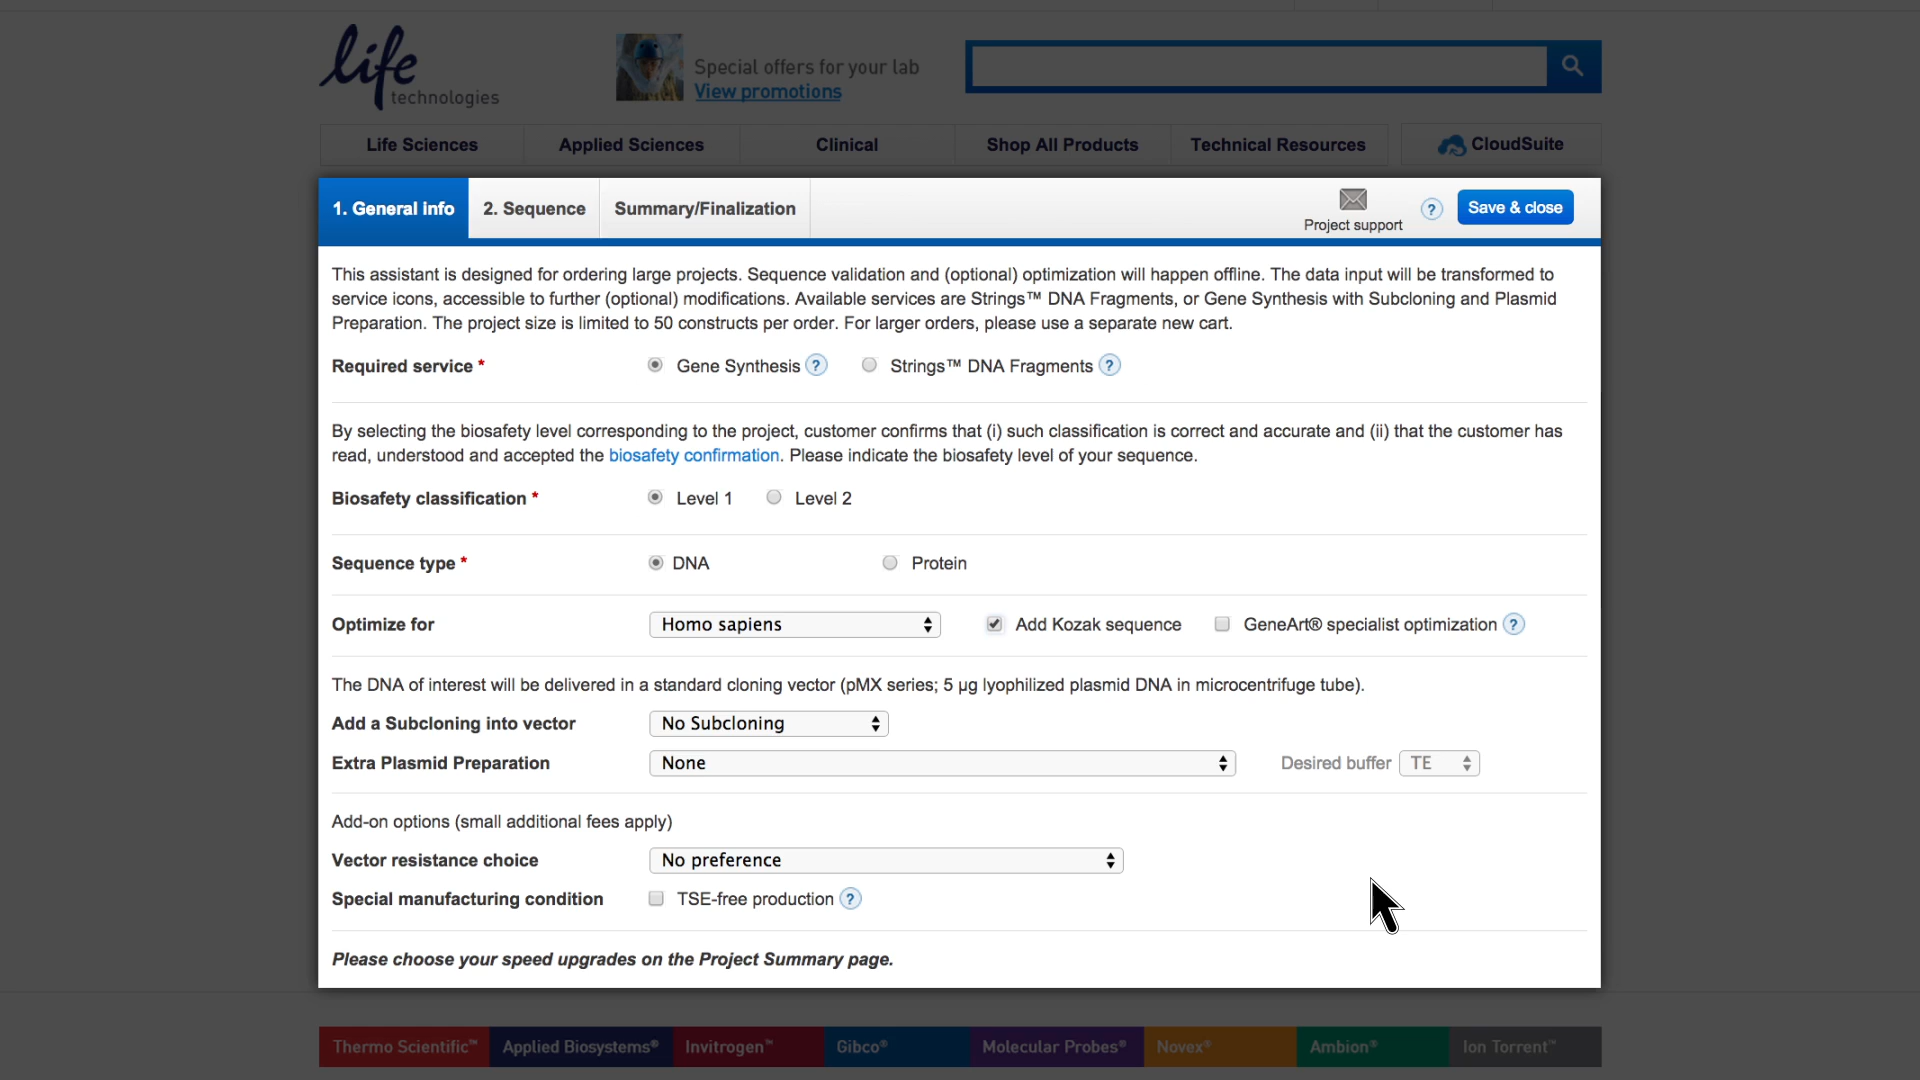 life
technologies
Special offers for your lab
View promotions
Life Sciences Applied Sciences Clinical Shop All Products Technical Resources CloudSuite
1. General info 2. Sequence Summary/Finalization Project support ? Save & close
This assistant is designed for ordering large projects. Sequence validation and (optional) optimization will happen offline. The data input will be transformed to
service icons, accessible to further (optional) modifications. Available services are Strings™ DNA Fragments, or Gene Synthesis with Subcloning and Plasmid
Preparation. The project size is limited to 50 constructs per order. For larger orders, please use a separate new cart.
Required service * Gene Synthesis ? Strings™ DNA Fragments ?
By selecting the biosafety level corresponding to the project, customer confirms that (i) such classification is correct and accurate and (ii) that the customer has
read, understood and accepted the biosafety confirmation. Please indicate the biosafety level of your sequence.
Biosafety classification * Level 1 Level 2
Sequence type * DNA Protein
Optimize for Homo sapiens Add Kozak sequence GeneArt® specialist optimization ?
The DNA of interest will be delivered in a standard cloning vector (pMX series; 5 µg lyophilized plasmid DNA in microcentrifuge tube).
Add a Subcloning into vector No Subcloning
Extra Plasmid Preparation None Desired buffer TE
Add-on options (small additional fees apply)
Vector resistance choice No preference
Special manufacturing condition TSE-free production ?
Please choose your speed upgrades on the Project Summary page.
Thermo Scientific™ Applied Biosystems® Invitrogen™ Gibco® Molecular Probes® Novex® Ambion® Ion Torrent™